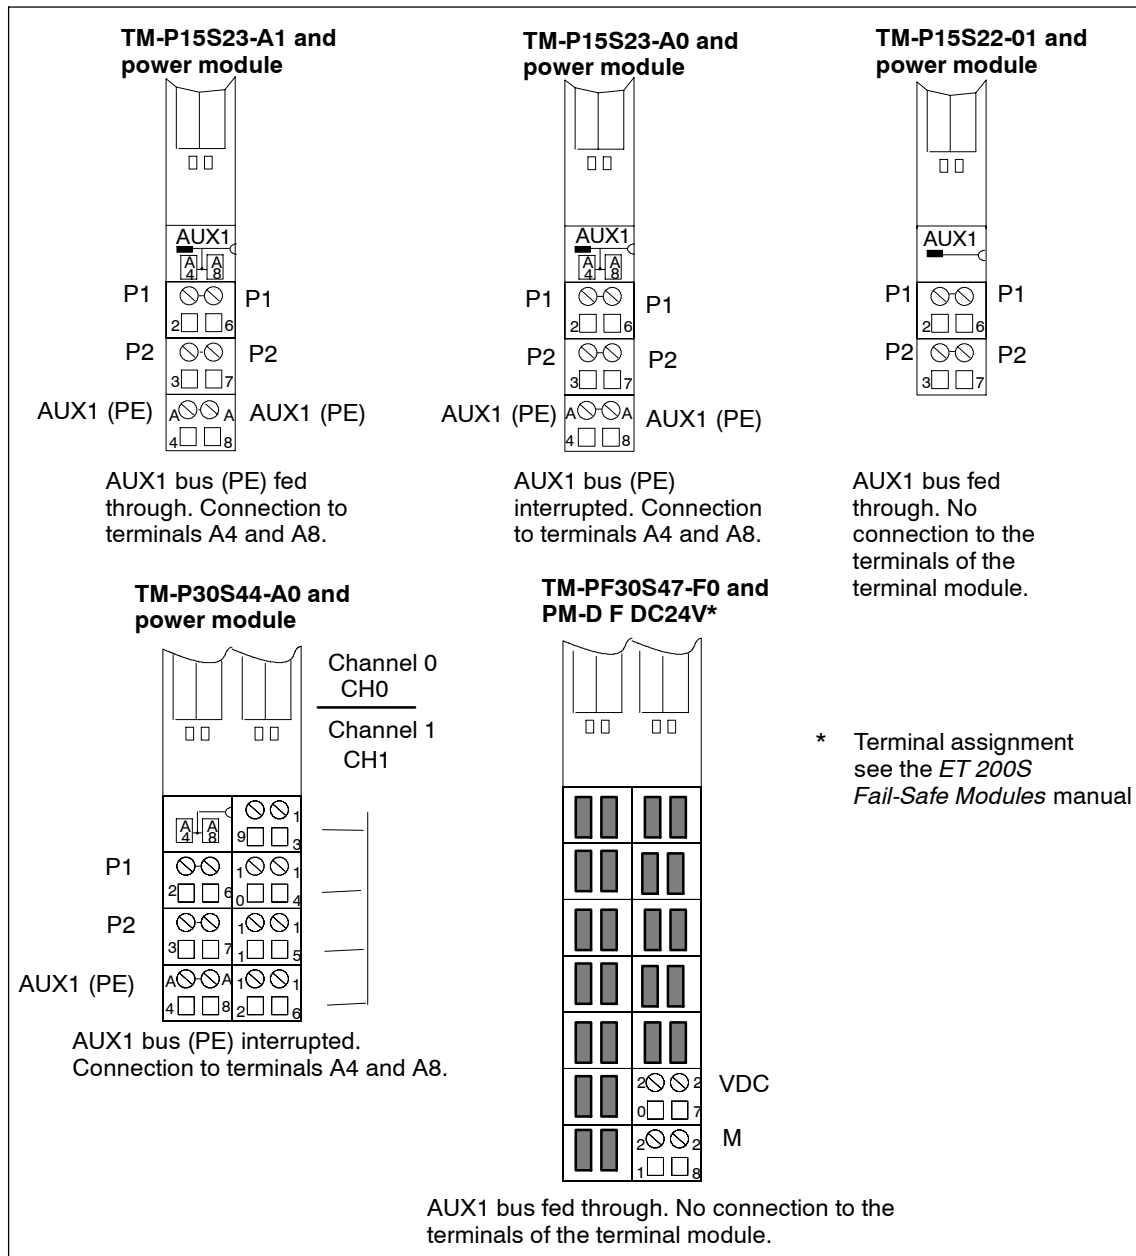 TM-P15S23-A1 and
power module
AUX1
A
4
A
8
P1
P1
2
6
P2
P2
3
7
AUX1 (PE)
A
A
AUX1 (PE)
4
8
AUX1 bus (PE) fed
through. Connection to
terminals A4 and A8.
TM-P15S23-A0 and
power module
AUX1
A
4
A
8
P1
P1
2
6
P2
P2
3
7
AUX1 (PE)
A
A
AUX1 (PE)
4
8
AUX1 bus (PE)
interrupted. Connection
to terminals A4 and A8.
TM-P15S22-01 and
power module
AUX1
P1
P1
2
6
P2
P2
3
7
AUX1 bus fed
through. No
connection to the
terminals of the
terminal module.
TM-P30S44-A0 and
power module
Channel 0
CH0
Channel 1
CH1
A
4
A
8
9
1
3
P1
2
6
1
0
1
4
P2
3
7
1
1
1
5
AUX1 (PE)
A
A
4
8
1
2
1
6
AUX1 bus (PE) interrupted.
Connection to terminals A4 and A8.
TM-PF30S47-F0 and
PM-D F DC24V*
2
0
2
7
VDC
2
1
2
8
M
AUX1 bus fed through. No connection to the
terminals of the terminal module.
* Terminal assignment
see the ET 200S
Fail-Safe Modules manual